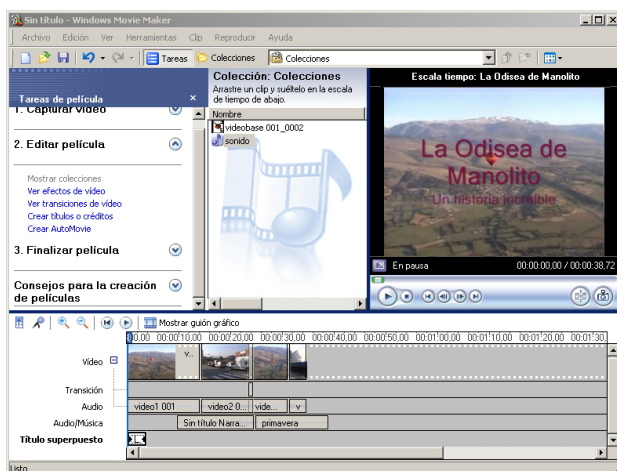 Sin título - Windows Movie Maker
Archivo Edición Ver Herramientas Clip Reproducir Ayuda
Tareas Colecciones Colecciones
Tareas de película
1. Capturar vídeo
2. Editar película
Mostrar colecciones
Ver efectos de vídeo
Ver transiciones de vídeo
Crear títulos o créditos
Crear AutoMovie
3. Finalizar película
Consejos para la creación
de películas
Colección: Colecciones
Arrastre un clip y suéltelo en la escala
de tiempo de abajo.
Nombre
videobase 001_0002
sonido
Escala tiempo: La Odisea de Manolito
La Odisea de
Manolito
Un historia increible
En pausa 00:00:00,00 / 00:00:38,72
Mostrar guión gráfico
00:00:10,00 00:00:20,00 00:00:30,00 00:00:40,00 00:00:50,00 00:01:00,00 00:01:10,00 00:01:20,00 00:01:30
Vídeo
V...
Transición
Audio video1 001 video2 0... vide... v
Audio/Música Sin título Narra... primavera
Título superpuesto
Listo